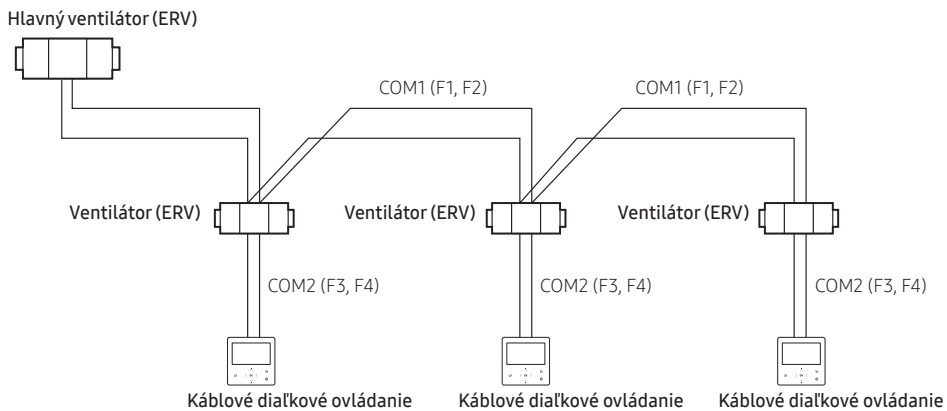 Hlavný ventilátor (ERV)
COM1 (F1, F2)
COM1 (F1, F2)
Ventilátor (ERV)
Ventilátor (ERV)
Ventilátor (ERV)
COM2 (F3, F4)
COM2 (F3, F4)
COM2 (F3, F4)
Káblové diaľkové ovládanie
Káblové diaľkové ovládanie
Káblové diaľkové ovládanie